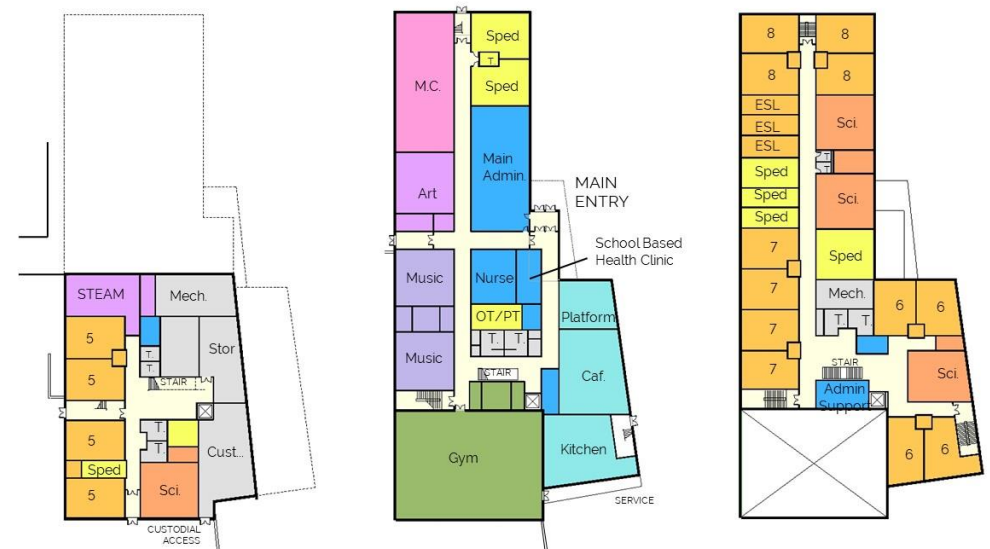 STEAM
Mech.
5
T.
T.
Stor
5
STAIR
5
T.
T.
Cust...
Sped
5
Sci.
CUSTODIAL
ACCESS
M.C.
Sped
T.
Sped
Main
Admin.
Art
MAIN
ENTRY
School Based
Health Clinic
Music
Nurse
OT/PT
Platform
T.
T.
Music
STAIR
Caf.
Gym
Kitchen
SERVICE
8
8
8
8
ESL
ESL
ESL
Sci.
T.
T.
Sped
Sped
Sped
Sci.
7
Sped
7
Mech.
6
6
7
T.
T.
STAIR
7
Sci.
Admin
Support
6
6